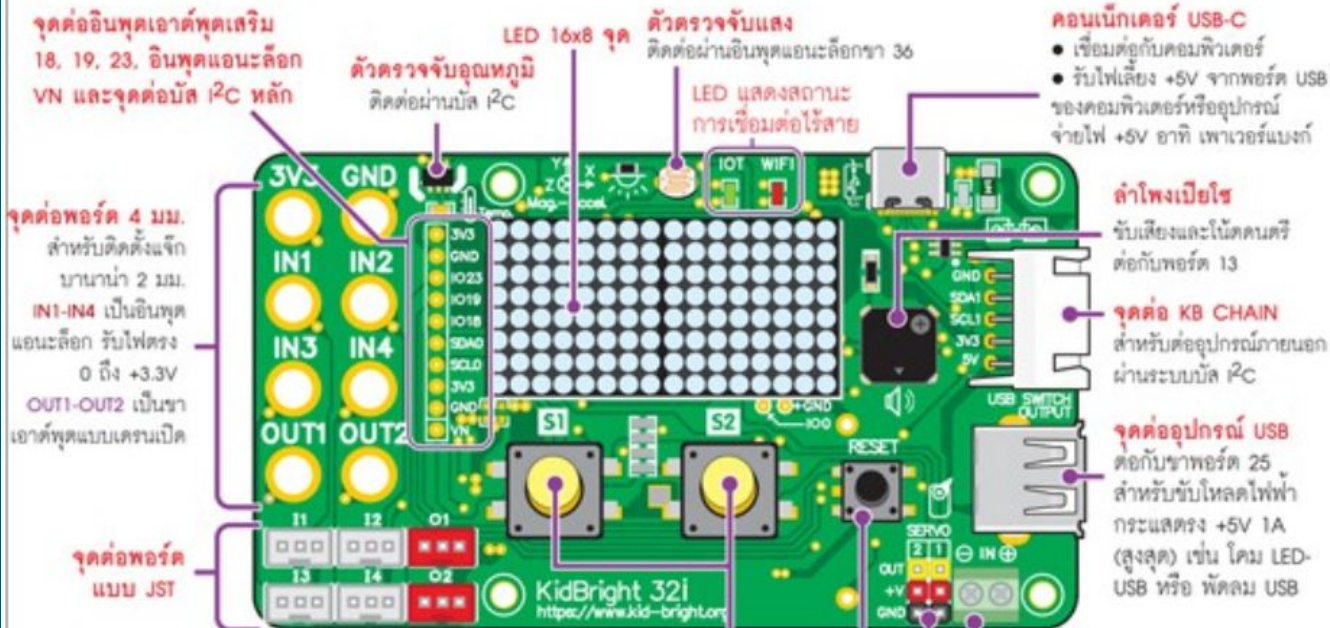 จุดต่ออินพุตเอาต์พุตเสริม
18, 19, 23, อินพุตแอนะล็อก
VN และจุดต่อบัส I²C หลัก
ตัวตรวจจับอุณหภูมิ
ติดต่อผ่านบัส I²C
LED 16x8 จุด
ตัวตรวจจับแสง
ติดต่อผ่านอินพุตแอนะล็อกขา 36
LED แสดงสถานะ
การเชื่อมต่อไร้สาย
คอนเน็กเตอร์ USB-C
● เชื่อมต่อกับคอมพิวเตอร์
● รับไฟเลี้ยง +5V จากพอร์ต USB
ของคอมพิวเตอร์หรืออุปกรณ์
จ่ายไฟ +5V อาทิ เพาเวอร์แบงก์
จุดต่อพอร์ต 4 มม.
สำหรับติดตั้งแจ็ก
บานาน่า 2 มม.
IN1-IN4 เป็นอินพุต
แอนะล็อก รับไฟตรง
0 ถึง +3.3V
OUT1-OUT2 เป็นขา
เอาต์พุตแบบเดรนเปิด
จุดต่อพอร์ต
แบบ JST
3V3 GND
IN1 IN2
IN3 IN4
OUT1 OUT2
3V3
GND
IO23
IO19
IO18
SDA0
SCL0
3V3
GND
VN
Y X
Z
Mag. Accel.
IOT WIFI
ลำโพงเปียโซ
ขับเสียงและโน้ตดนตรี
ต่อกับพอร์ต 13
GND
SDA1
SCL1
3V3
5V
จุดต่อ KB CHAIN
สำหรับต่ออุปกรณ์ภายนอก
ผ่านระบบบัส I²C
USB SWITCH
OUTPUT
จุดต่ออุปกรณ์ USB
ต่อกับขาพอร์ต 25
สำหรับขับโหลดไฟฟ้า
กระแสตรง +5V 1A
(สูงสุด) เช่น โคม LED-
USB หรือ พัดลม USB
S1 S2
+GND
IO0
RESET
SERVO
2 1
OUT
+V
GND
⊖ IN ⊕
I1 I2 O1
I3 I4 O2
KidBright 32i
https://www.kid-bright.org